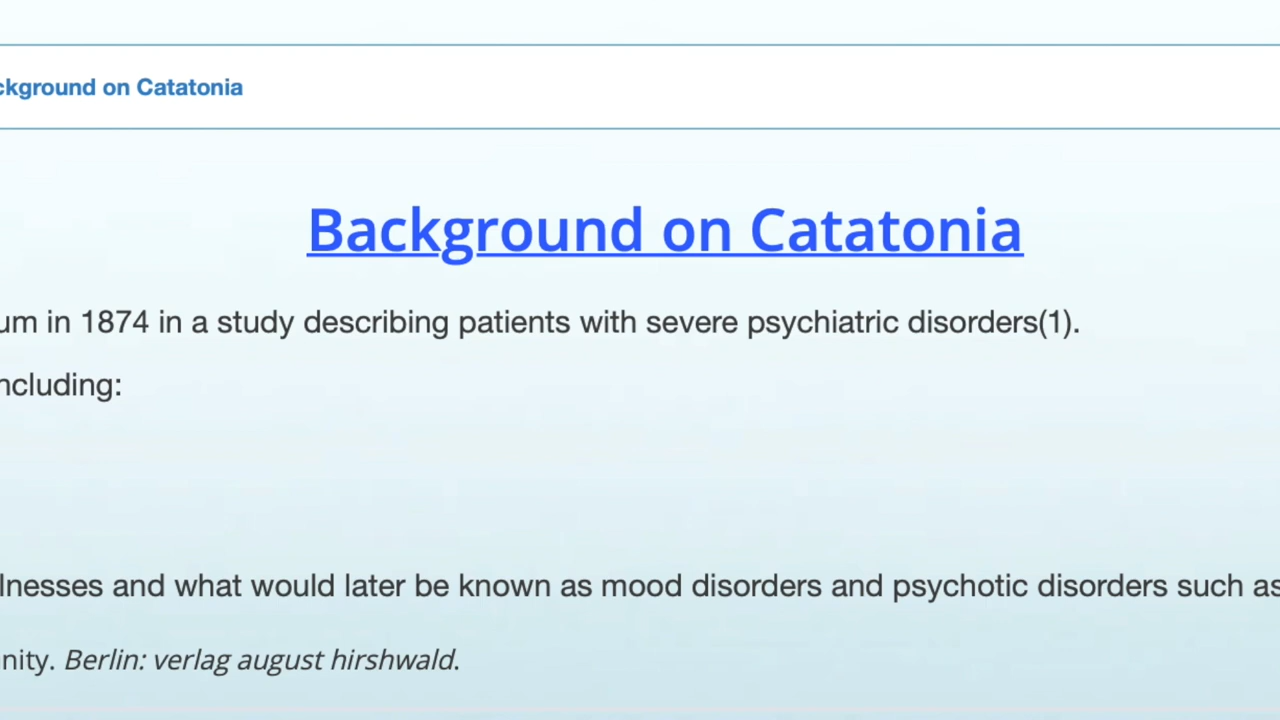 ckground on Catatonia
Background on Catatonia
um in 1874 in a study describing patients with severe psychiatric disorders(1).
ncluding:
lnesses and what would later be known as mood disorders and psychotic disorders such as
nity. Berlin: verlag august hirshwald.